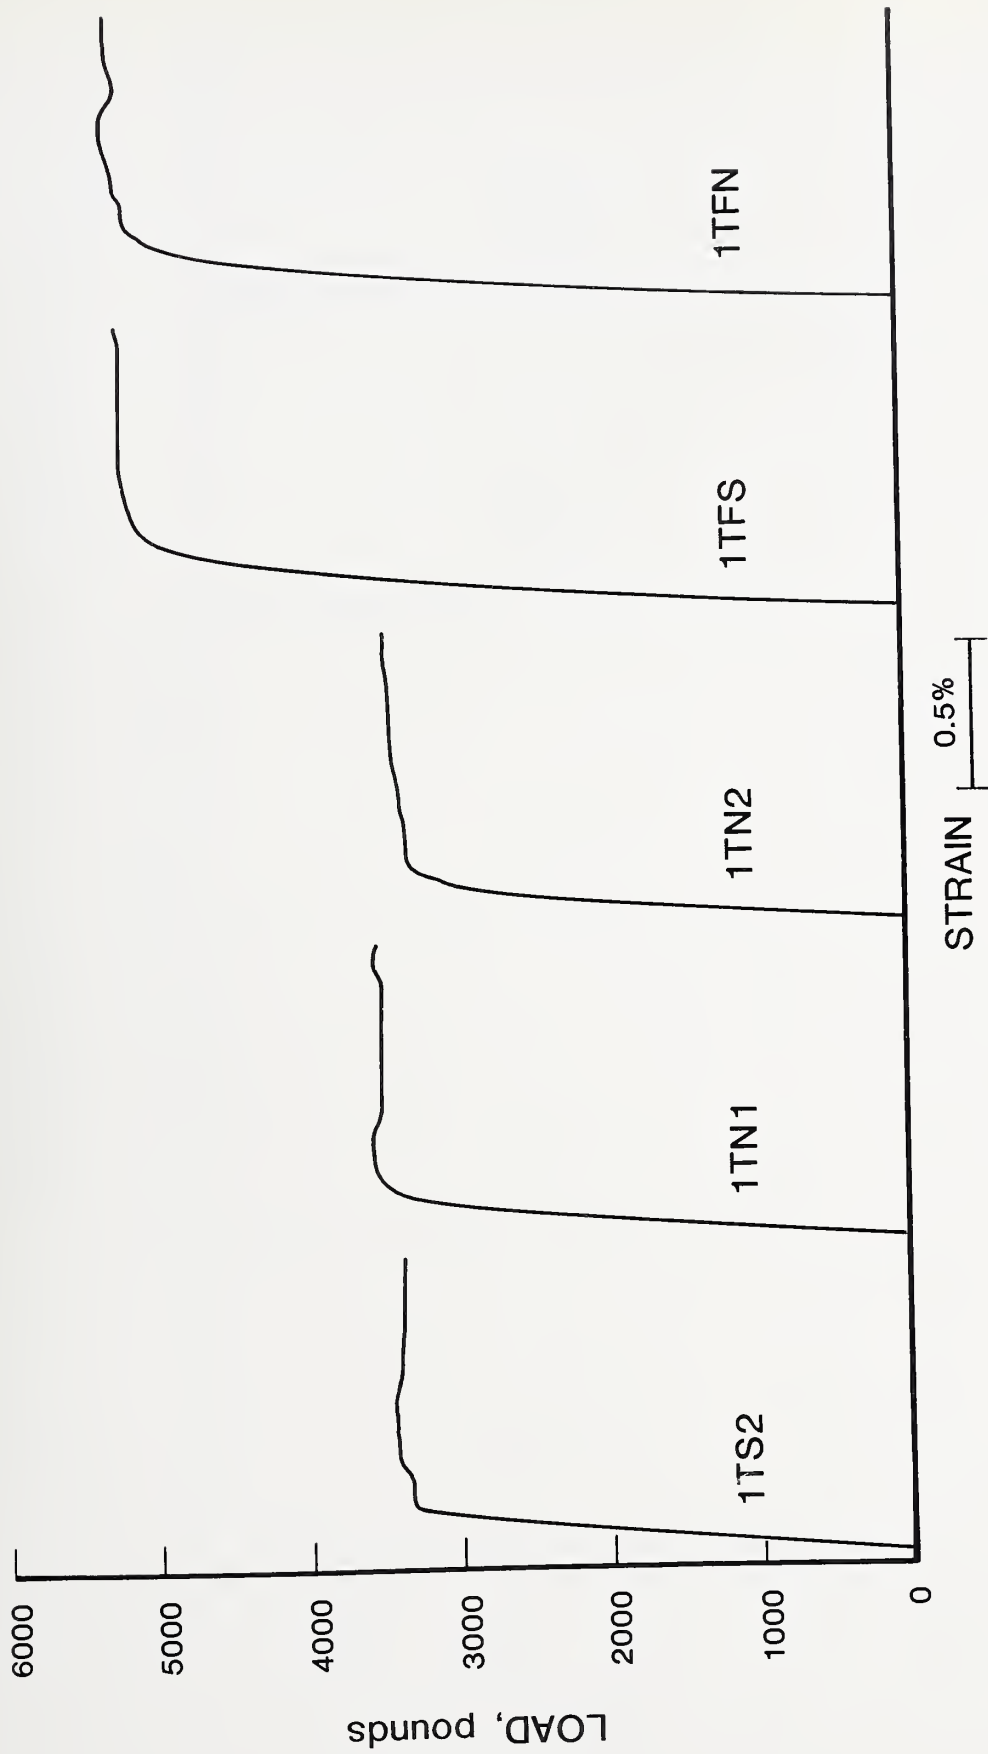 6000
5000
4000
3000
2000
1000
0
LOAD, pounds
1TS2
1TN1
1TN2
1TFS
1TFN
STRAIN
0.5%